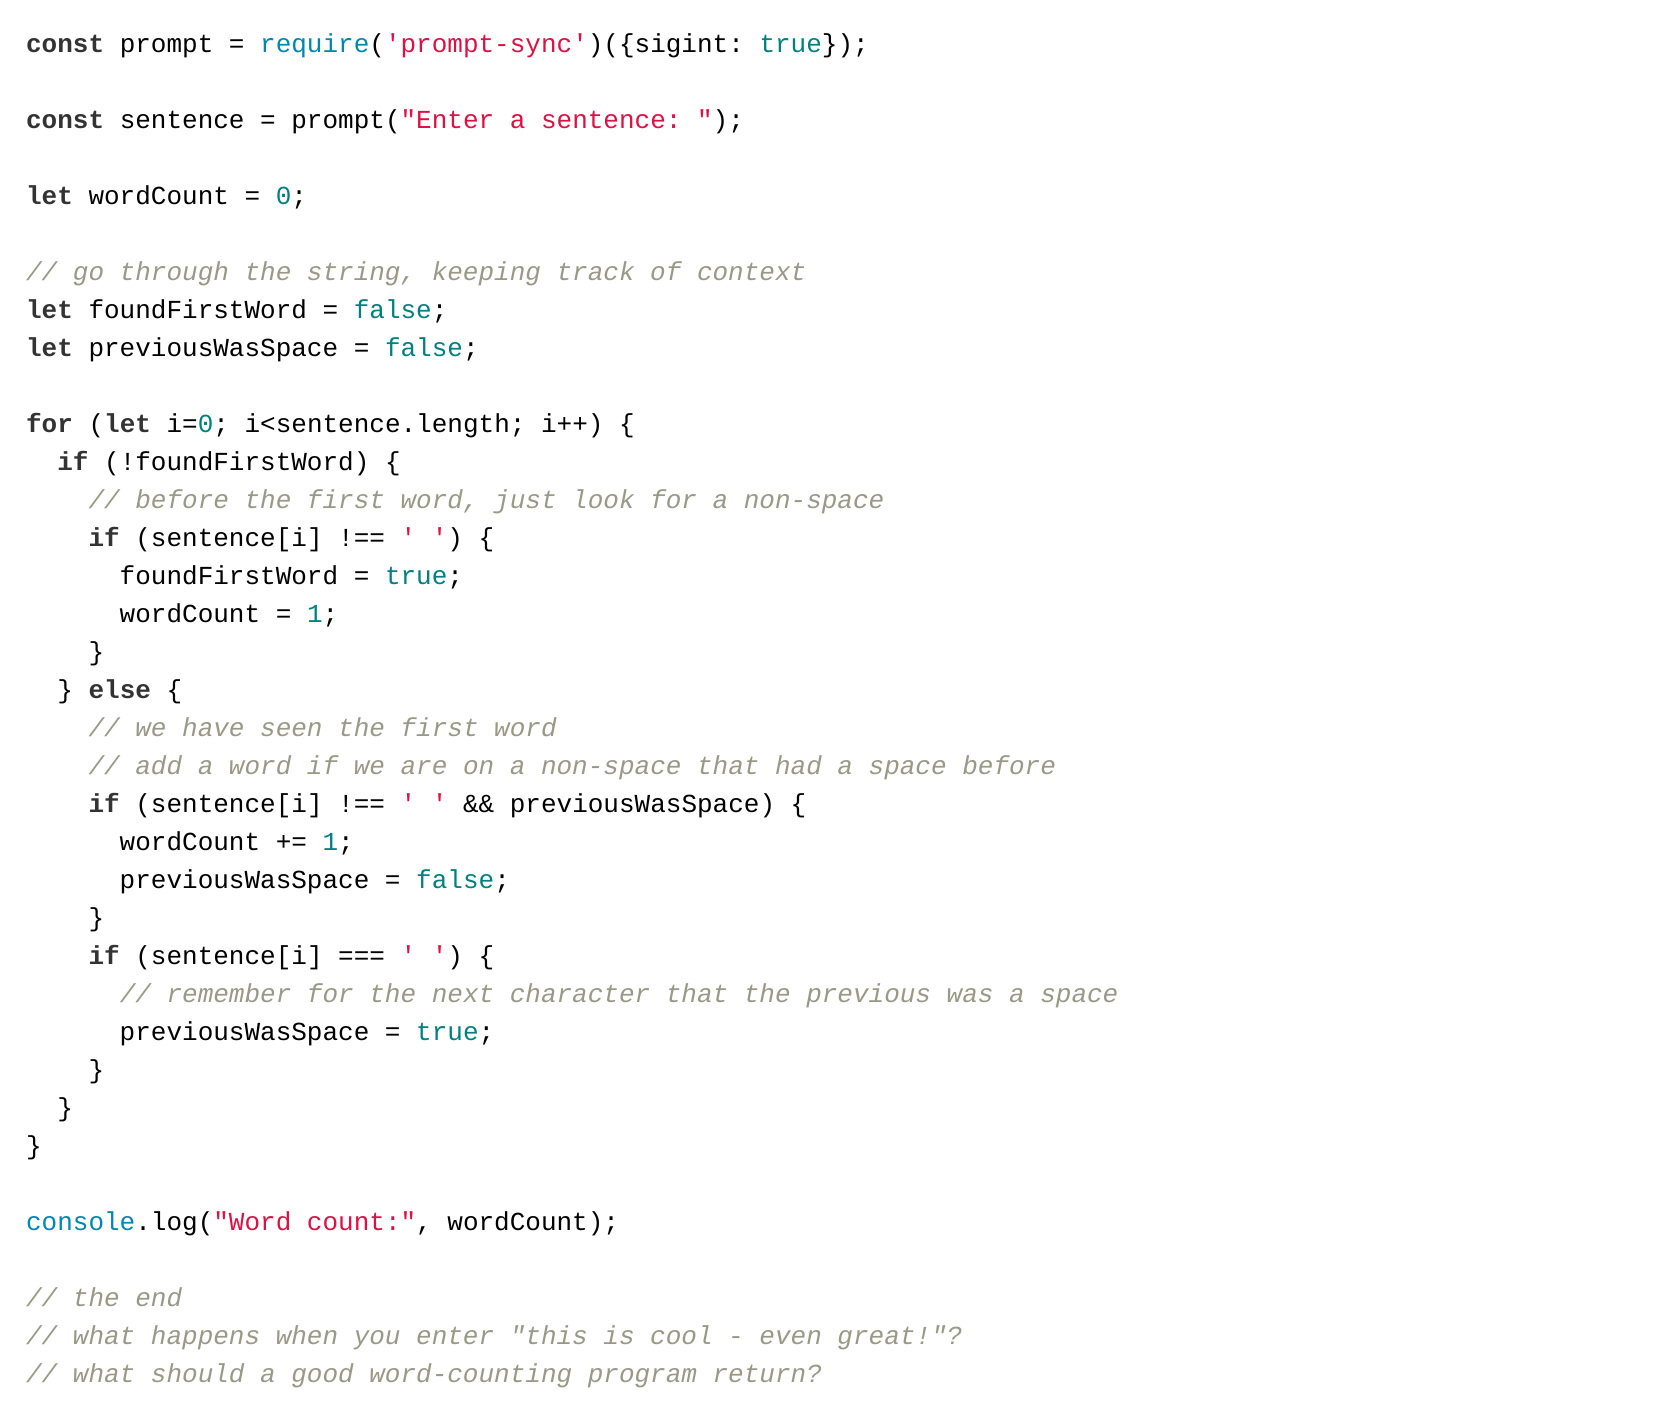 const prompt = require('prompt-sync')({sigint: true});

const sentence = prompt("Enter a sentence: ");

let wordCount = 0;

// go through the string, keeping track of context
let foundFirstWord = false;
let previousWasSpace = false;

for (let i=0; i<sentence.length; i++) {
  if (!foundFirstWord) {
    // before the first word, just look for a non-space
    if (sentence[i] !== ' ') {
      foundFirstWord = true;
      wordCount = 1;
    }
  } else {
    // we have seen the first word
    // add a word if we are on a non-space that had a space before
    if (sentence[i] !== ' ' && previousWasSpace) {
      wordCount += 1;
      previousWasSpace = false;
    }
    if (sentence[i] === ' ') {
      // remember for the next character that the previous was a space
      previousWasSpace = true;
    }
  }
}

console.log("Word count:", wordCount);

// the end
// what happens when you enter "this is cool - even great!"?
// what should a good word-counting program return?